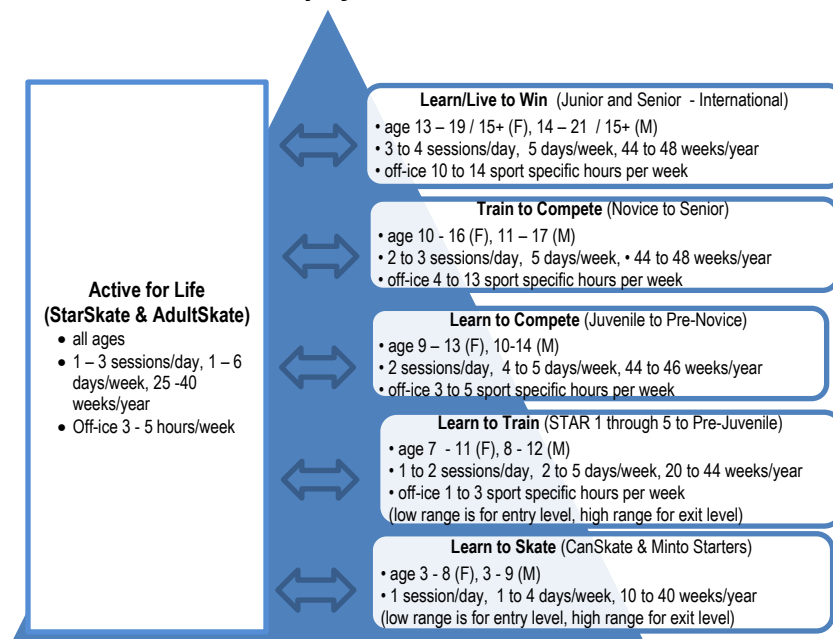 Active for Life
(StarSkate & AdultSkate)
• all ages
• 1 – 3 sessions/day, 1 – 6
days/week, 25 -40
weeks/year
• Off-ice 3 - 5 hours/week
Learn/Live to Win (Junior and Senior - International)
• age 13 – 19 / 15+ (F), 14 – 21 / 15+ (M)
• 3 to 4 sessions/day, 5 days/week, 44 to 48 weeks/year
• off-ice 10 to 14 sport specific hours per week
Train to Compete (Novice to Senior)
• age 10 - 16 (F), 11 – 17 (M)
• 2 to 3 sessions/day, 5 days/week, • 44 to 48 weeks/year
• off-ice 4 to 13 sport specific hours per week
Learn to Compete (Juvenile to Pre-Novice)
• age 9 – 13 (F), 10-14 (M)
• 2 sessions/day, 4 to 5 days/week, 44 to 46 weeks/year
• off-ice 3 to 5 sport specific hours per week
Learn to Train (STAR 1 through 5 to Pre-Juvenile)
• age 7 - 11 (F), 8 - 12 (M)
• 1 to 2 sessions/day, 2 to 5 days/week, 20 to 44 weeks/year
• off-ice 1 to 3 sport specific hours per week
(low range is for entry level, high range for exit level)
Learn to Skate (CanSkate & Minto Starters)
• age 3 - 8 (F), 3 - 9 (M)
• 1 session/day, 1 to 4 days/week, 10 to 40 weeks/year
(low range is for entry level, high range for exit level)